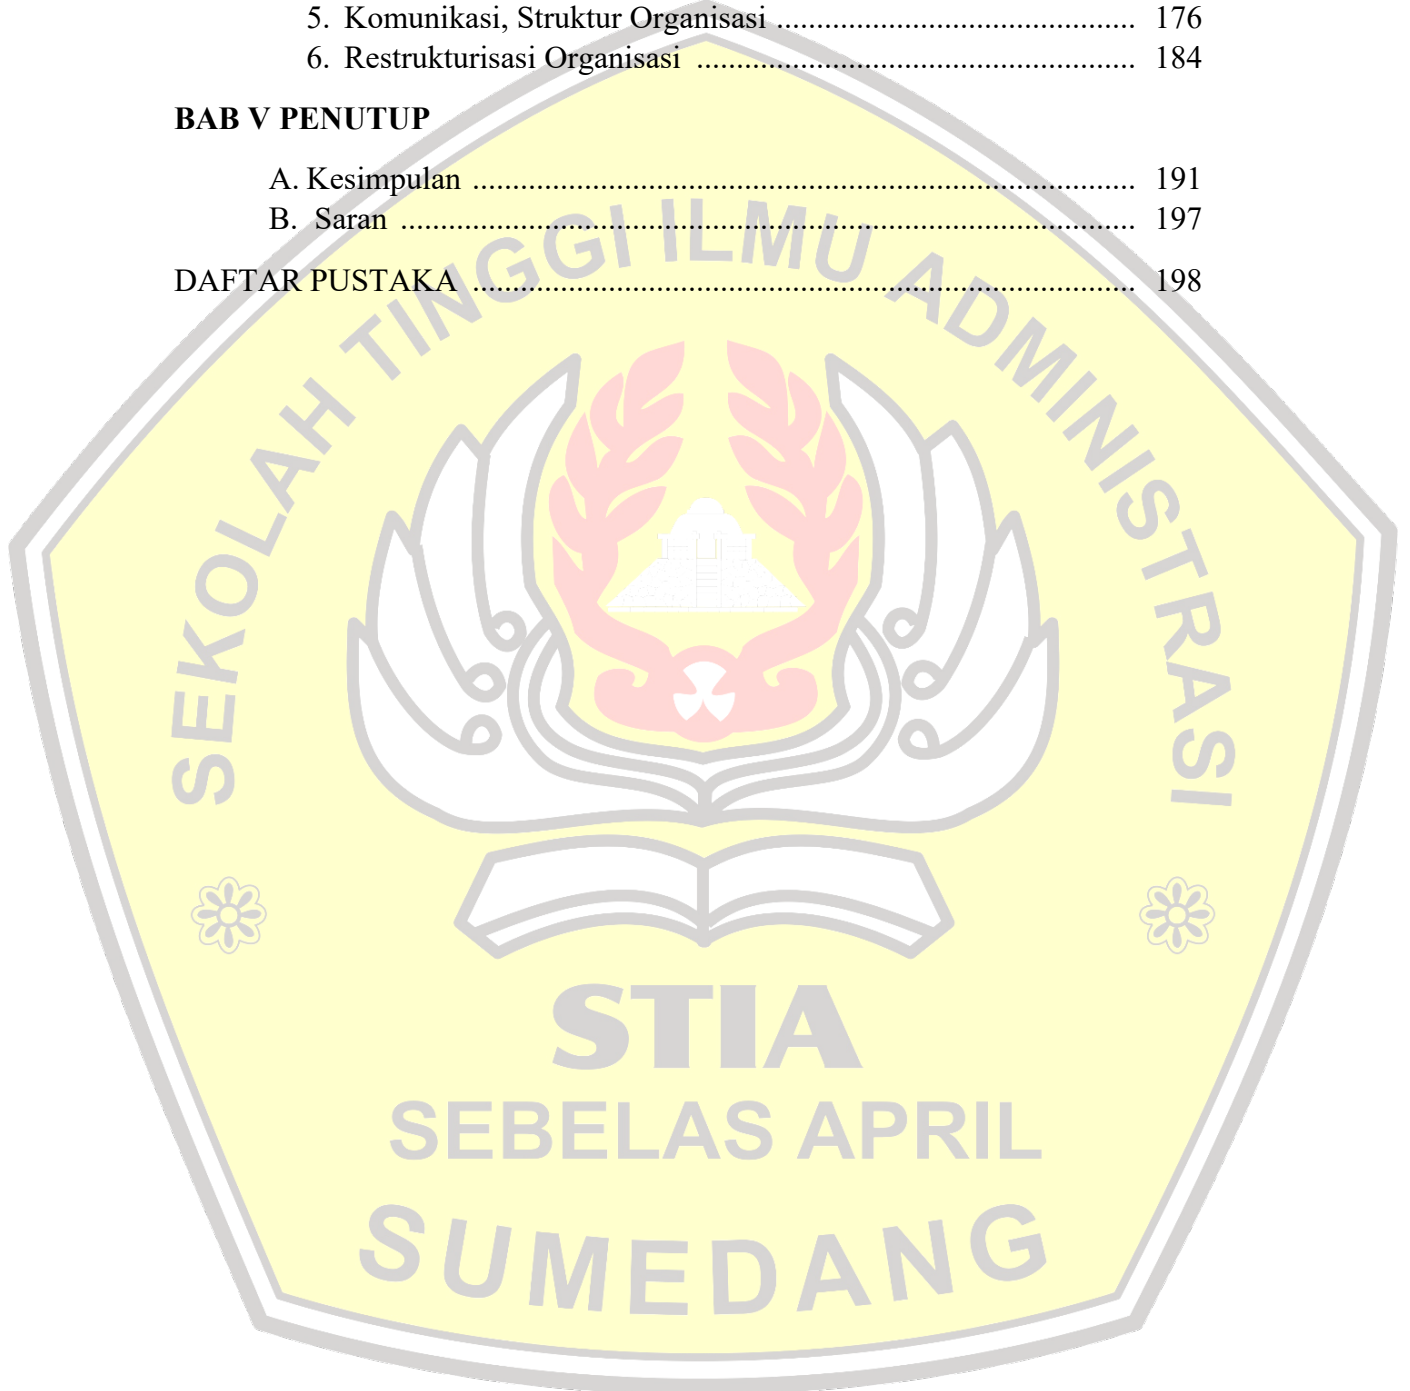 5. Komunikasi, Struktur Organisasi ............................................. 176
6. Restrukturisasi Organisasi ....................................................... 184
BAB V PENUTUP
A. Kesimpulan .................................................................................... 191
B. Saran ............................................................................................. 197
DAFTAR PUSTAKA .................................................................................... 198
SEKOLAH TINGGI ILMU ADMINISTRASI
STIA
SEBELAS APRIL
SUMEDANG